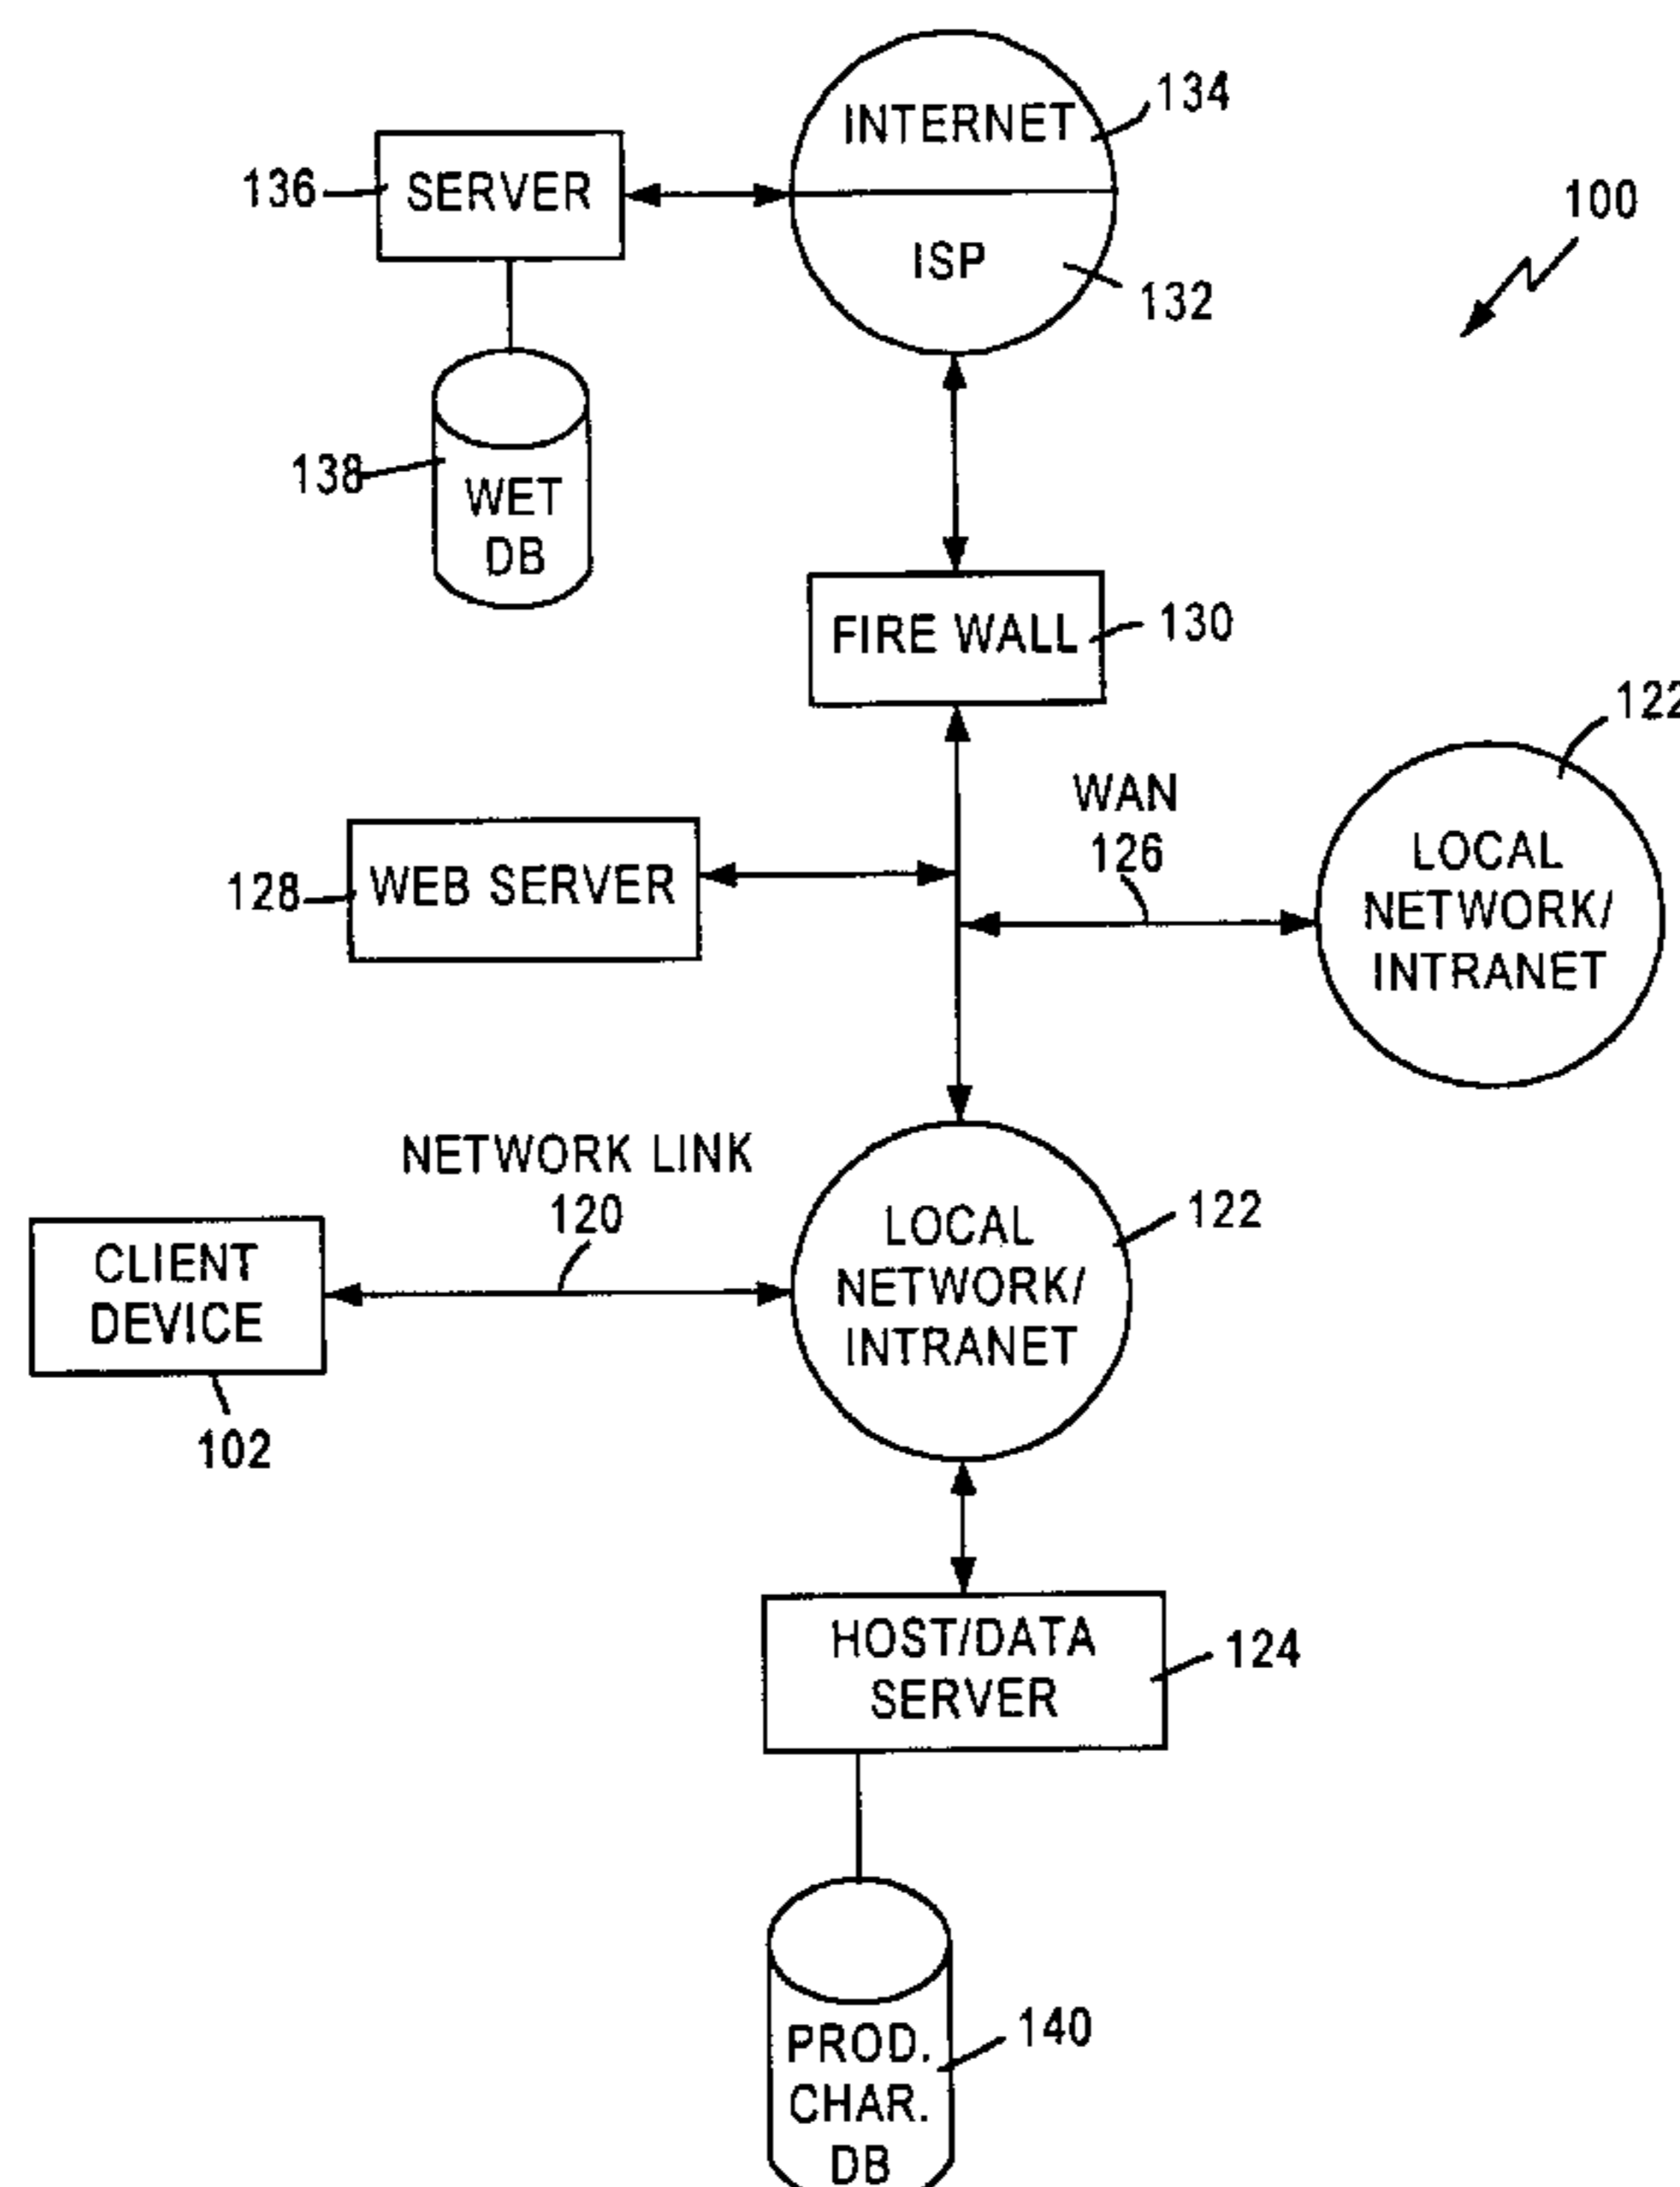 INTERNET
134
136
SERVER
100
ISP
132
138
WET
DB
FIRE WALL
130
122
WAN
126
LOCAL
NETWORK/
INTRANET
128
WEB SERVER
NETWORK LINK
120
122
LOCAL
NETWORK/
INTRANET
CLIENT
DEVICE
102
HOST/DATA
SERVER
124
140
PROD.
CHAR.
DB